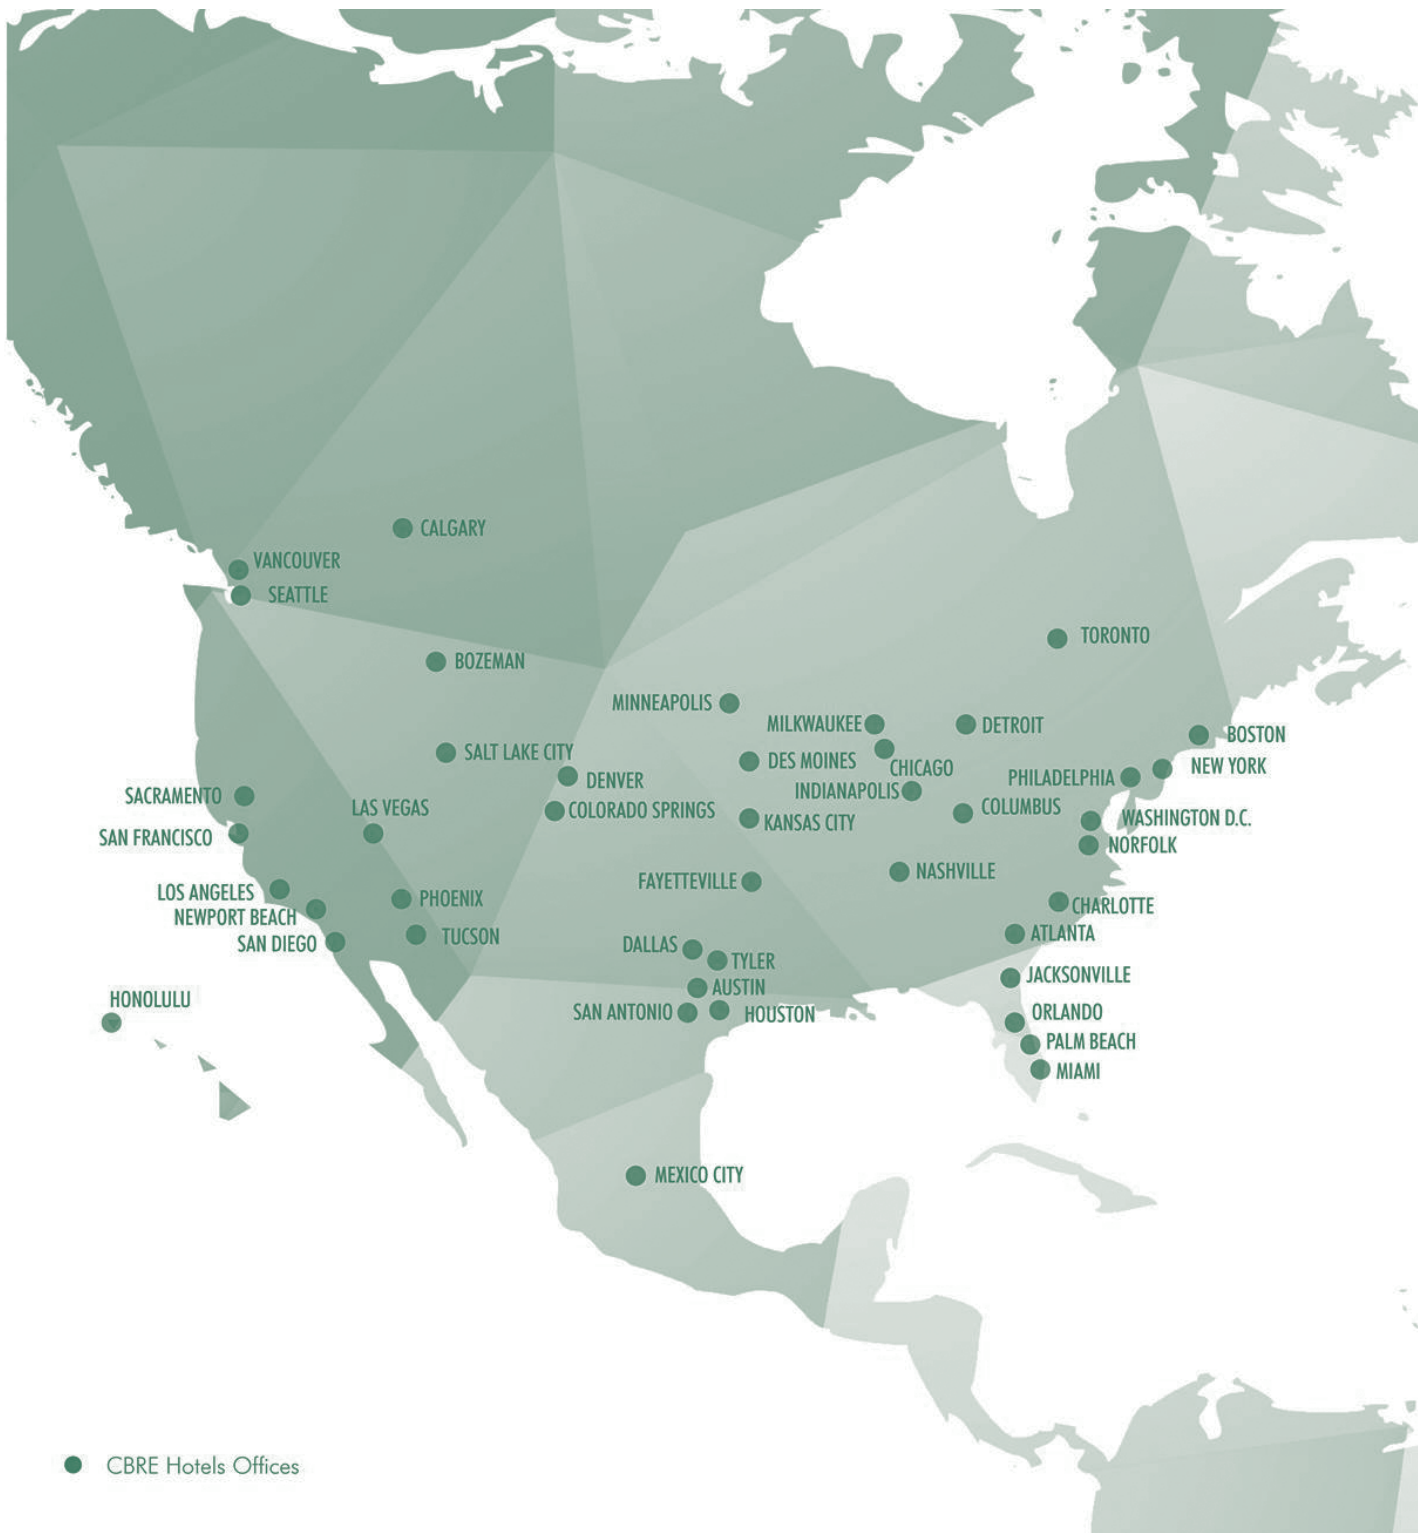 CALGARY
VANCOUVER
SEATTLE
TORONTO
BOZEMAN
MINNEAPOLIS
MILKWAUKEE
DETROIT
BOSTON
SALT LAKE CITY
DES MOINES
CHICAGO
NEW YORK
DENVER
PHILADELPHIA
INDIANAPOLIS
SACRAMENTO
LAS VEGAS
COLORADO SPRINGS
COLUMBUS
KANSAS CITY
WASHINGTON D.C.
SAN FRANCISCO
NORFOLK
NASHVILLE
FAYETTEVILLE
LOS ANGELES
PHOENIX
CHARLOTTE
NEWPORT BEACH
TUCSON
ATLANTA
SAN DIEGO
DALLAS
TYLER
JACKSONVILLE
AUSTIN
HONOLULU
SAN ANTONIO
HOUSTON
ORLANDO
PALM BEACH
MIAMI
MEXICO CITY
CBRE Hotels Offices